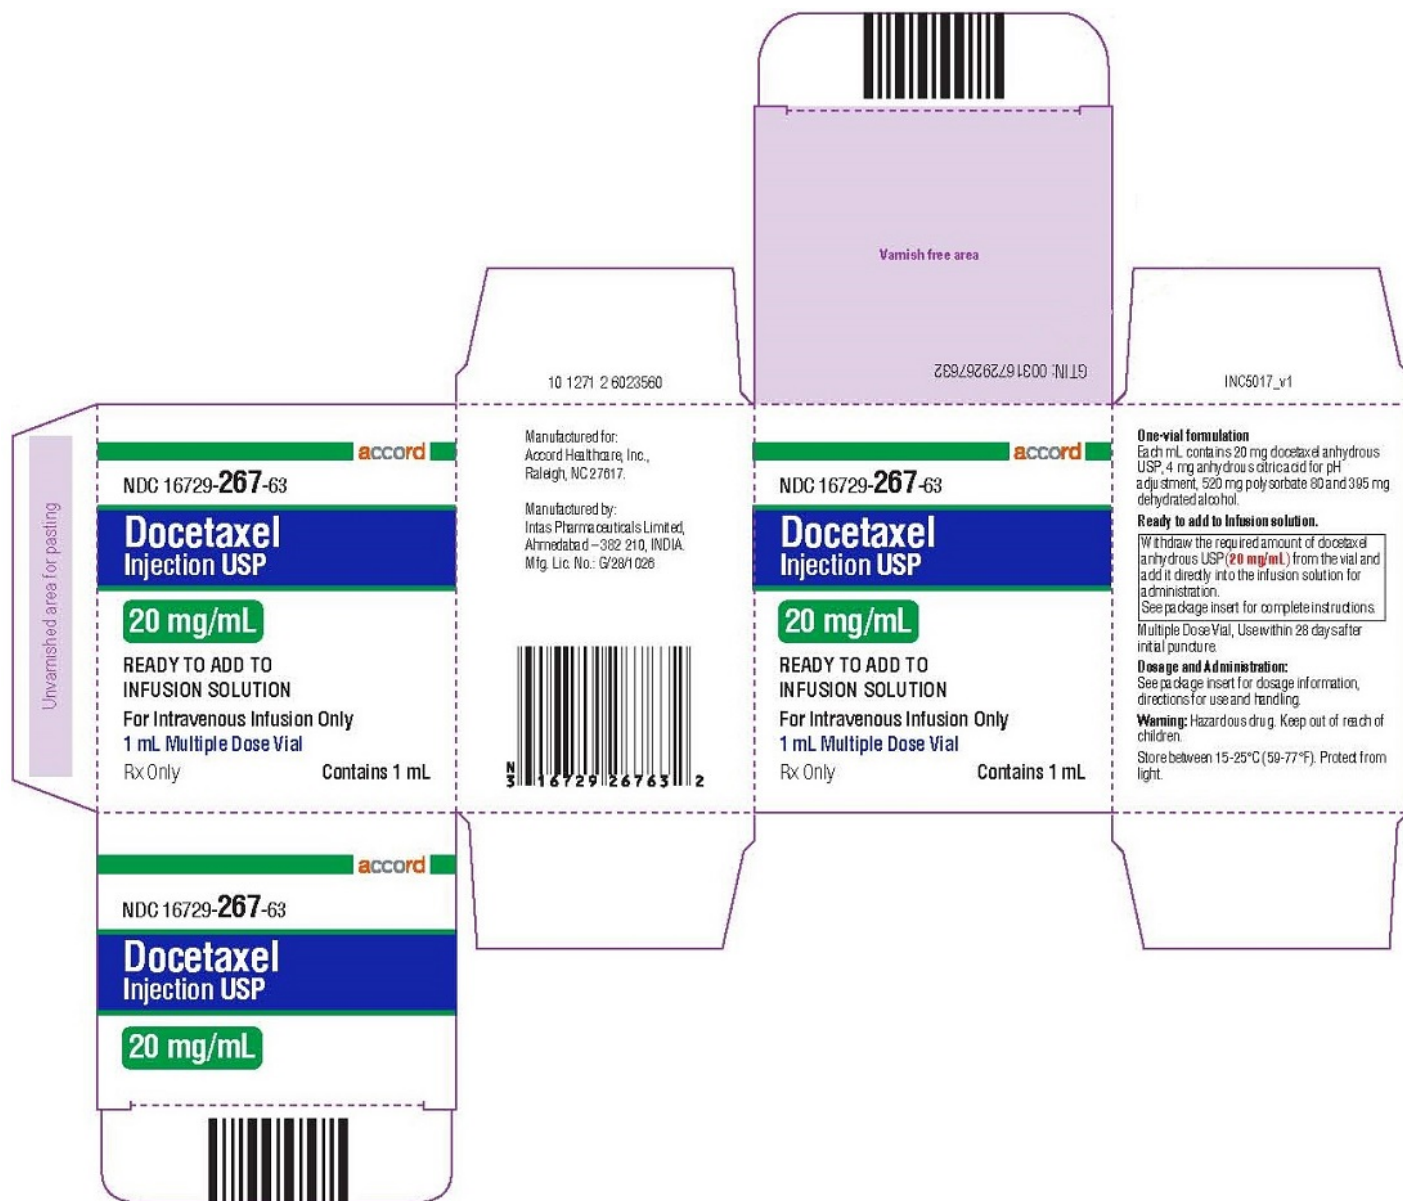 Varnish free area
GTIN: 00316729267632
10 1271 2 6023560
INC5017_v1
Unvarnished area for pasting
accord
NDC 16729-267-63
Docetaxel
Injection USP
20 mg/mL
READY TO ADD TO
INFUSION SOLUTION
For Intravenous Infusion Only
1 mL Multiple Dose Vial
Rx Only
Contains 1 mL
Manufactured for:
Accord Healthcare, Inc.,
Raleigh, NC 27617.
Manufactured by:
Intas Pharmaceuticals Limited,
Ahmedabad – 382 210, INDIA.
Mfg. Lic. No.: G/28/1026
N
3 16729 26763 2
accord
NDC 16729-267-63
Docetaxel
Injection USP
20 mg/mL
READY TO ADD TO
INFUSION SOLUTION
For Intravenous Infusion Only
1 mL Multiple Dose Vial
Rx Only
Contains 1 mL
One-vial formulation
Each mL contains 20 mg docetaxel anhydrous
USP, 4 mg anhydrous citric acid for pH
adjustment, 520 mg polysorbate 80 and 395 mg
dehydrated alcohol.
Ready to add to Infusion solution.
Withdraw the required amount of docetaxel
anhydrous USP (20 mg/mL) from the vial and
add it directly into the infusion solution for
administration.
See package insert for complete instructions.
Multiple Dose Vial, Use within 28 days after
initial puncture.
Dosage and Administration:
See package insert for dosage information,
directions for use and handling.
Warning: Hazardous drug. Keep out of reach of
children.
Store between 15-25°C (59-77°F). Protect from
light.
accord
NDC 16729-267-63
Docetaxel
Injection USP
20 mg/mL